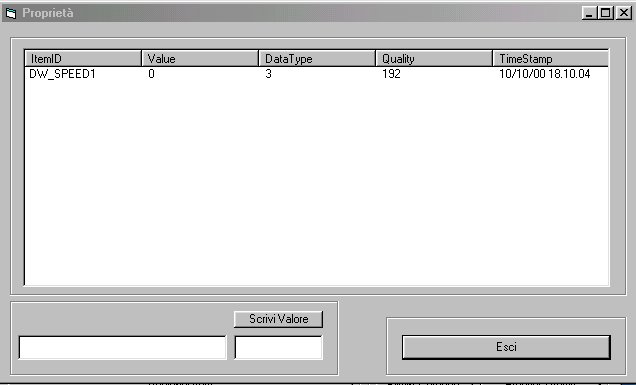 Proprietà
ItemID Value DataType Quality TimeStamp
DW_SPEED1 0 3 192 10/10/00 18.10.04
Scrivi Valore
Esci